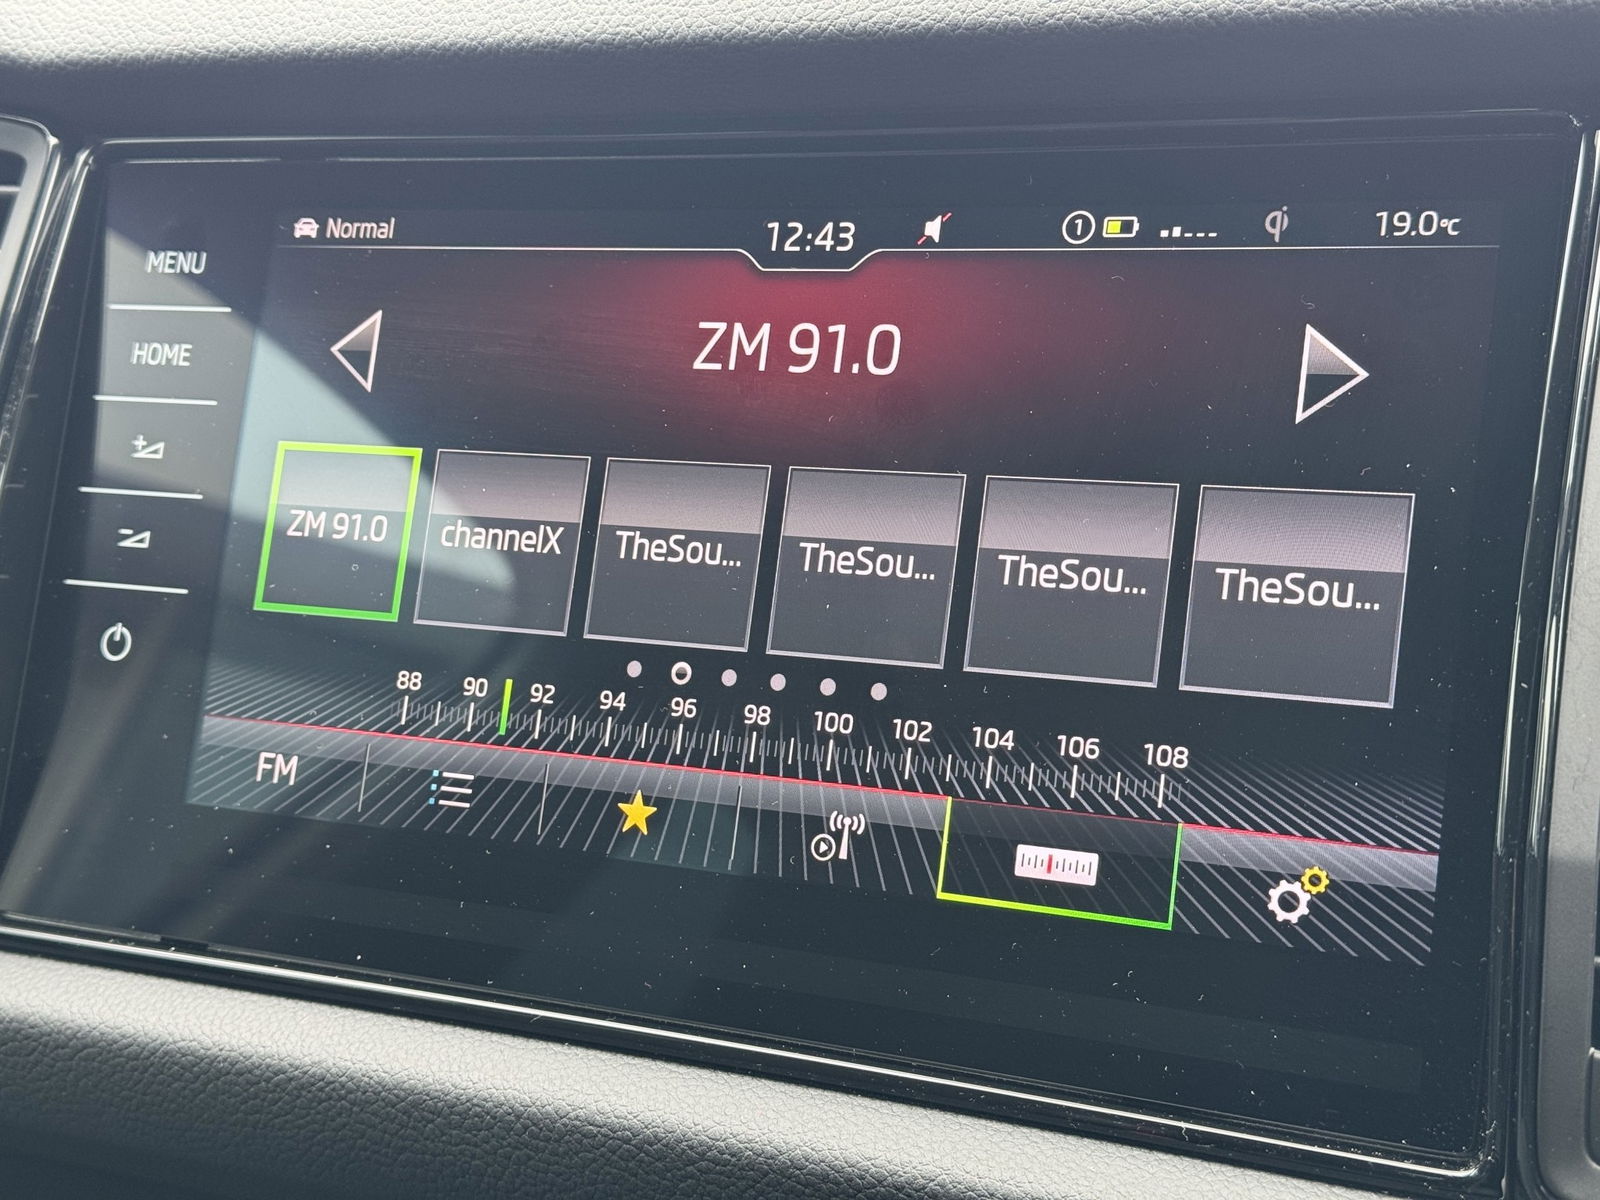 Normal
12:43
1
19.0°C
MENU
HOME
ZM 91.0
ZM 91.0
channelX
TheSou...
TheSou...
TheSou...
TheSou...
88 90 92 94 96 98 100 102 104 106 108
FM